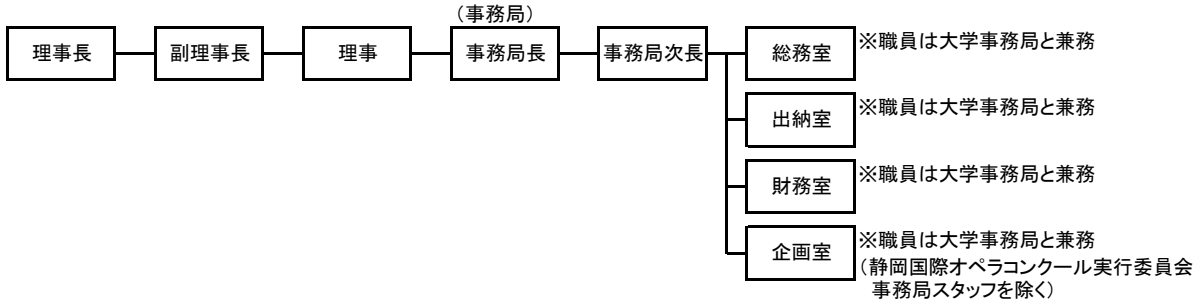 (事務局)
理事長
副理事長
理事
事務局長
事務局次長
総務室
※職員は大学事務局と兼務
出納室
※職員は大学事務局と兼務
財務室
※職員は大学事務局と兼務
企画室
※職員は大学事務局と兼務
(静岡国際オペラコンクール実行委員会
事務局スタッフを除く)